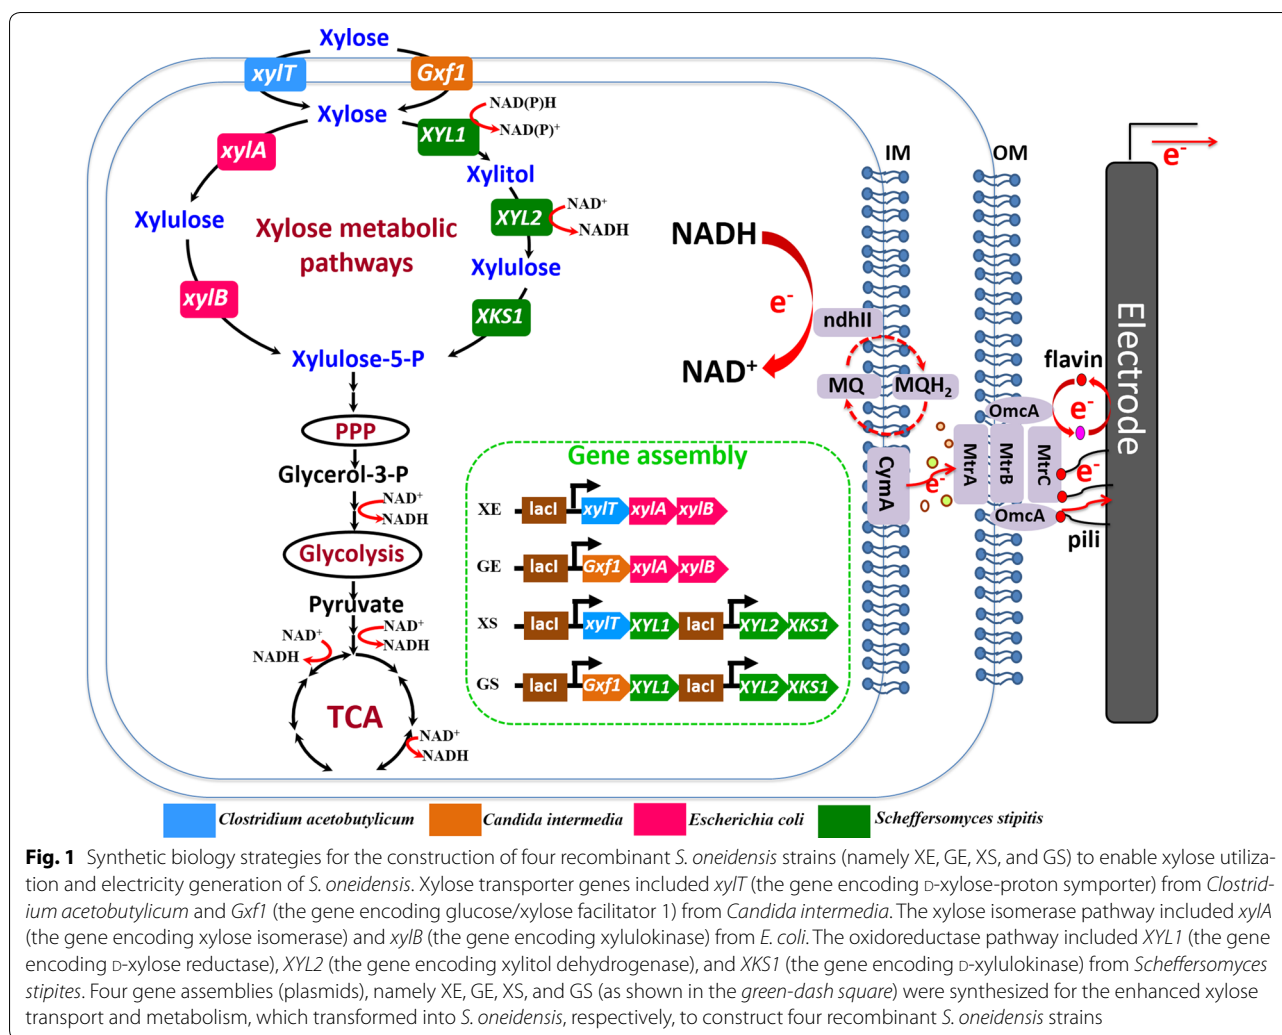 Xylose
xylT
Gxf1
Xylose
NAD(P)H
XYL1
NAD(P)⁺
xylA
Xylitol
IM
OM
e⁻
Xylulose
XYL2
NAD⁺
NADH
Xylose metabolic
pathways
Xylulose
xylB
XKS1
NADH
e⁻
NAD⁺
ndhII
MQ
MQH₂
Xylulose-5-P
PPP
Glycerol-3-P
NAD⁺
NADH
Glycolysis
Pyruvate
NAD⁺
NADH
NAD⁺
NADH
TCA
NAD⁺
NADH
Gene assembly
XE lacI xylT xylA xylB
GE lacI Gxf1 xylA xylB
XS lacI xylT XYL1 lacI XYL2 XKS1
GS lacI Gxf1 XYL1 lacI XYL2 XKS1
CymA
e⁻
MtrA
MtrB
MtrC
OmcA
OmcA
flavin
e⁻
e⁻
pili
Electrode
Clostridium acetobutylicum
Candida intermedia
Escherichia coli
Scheffersomyces stipitis
Fig. 1 Synthetic biology strategies for the construction of four recombinant S. oneidensis strains (namely XE, GE, XS, and GS) to enable xylose utiliza-
tion and electricity generation of S. oneidensis. Xylose transporter genes included xylT (the gene encoding D-xylose-proton symporter) from Clostrid-
ium acetobutylicum and Gxf1 (the gene encoding glucose/xylose facilitator 1) from Candida intermedia. The xylose isomerase pathway included xylA
(the gene encoding xylose isomerase) and xylB (the gene encoding xylulokinase) from E. coli. The oxidoreductase pathway included XYL1 (the gene
encoding D-xylose reductase), XYL2 (the gene encoding xylitol dehydrogenase), and XKS1 (the gene encoding D-xylulokinase) from Scheffersomyces
stipites. Four gene assemblies (plasmids), namely XE, GE, XS, and GS (as shown in the green-dash square) were synthesized for the enhanced xylose
transport and metabolism, which transformed into S. oneidensis, respectively, to construct four recombinant S. oneidensis strains